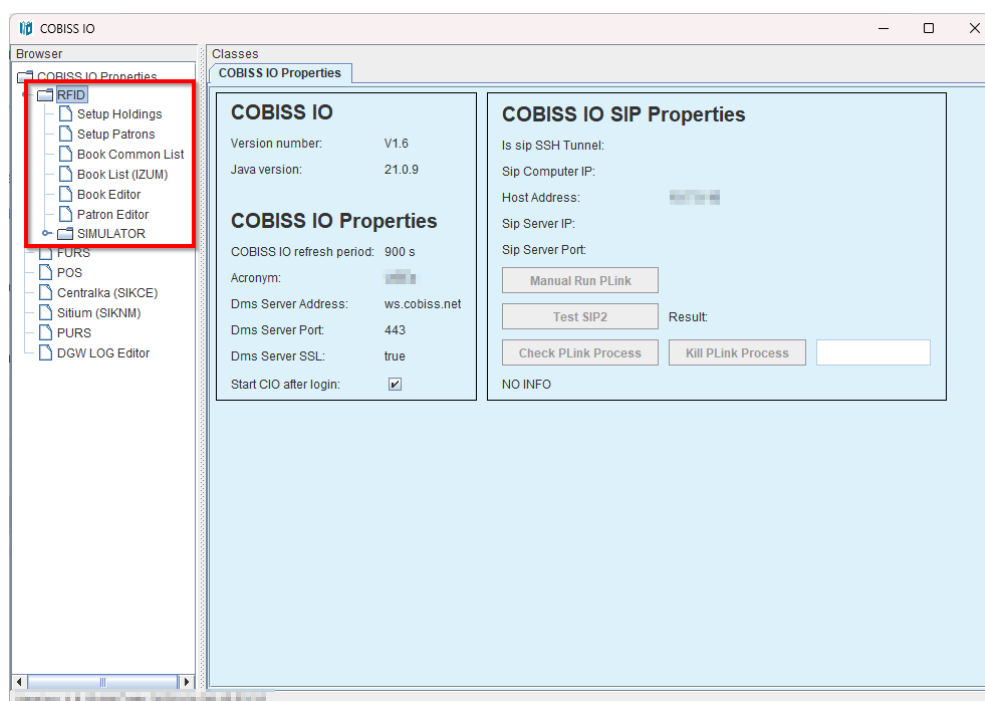 COBISS IO
Browser
COBISS IO Properties
RFID
Setup Holdings
Setup Patrons
Book Common List
Book List (IZUM)
Book Editor
Patron Editor
SIMULATOR
FURS
POS
Centralka (SIKCE)
Sitium (SIKNM)
PURS
DGW LOG Editor
Classes
COBISS IO Properties
COBISS IO
Version number: V1.6
Java version: 21.0.9
COBISS IO Properties
COBISS IO refresh period: 900 s
Acronym:
Dms Server Address: ws.cobiss.net
Dms Server Port: 443
Dms Server SSL: true
Start CIO after login:
COBISS IO SIP Properties
Is sip SSH Tunnel:
Sip Computer IP:
Host Address:
Sip Server IP:
Sip Server Port:
Manual Run PLink
Test SIP2 Result:
Check PLink Process Kill PLink Process
NO INFO